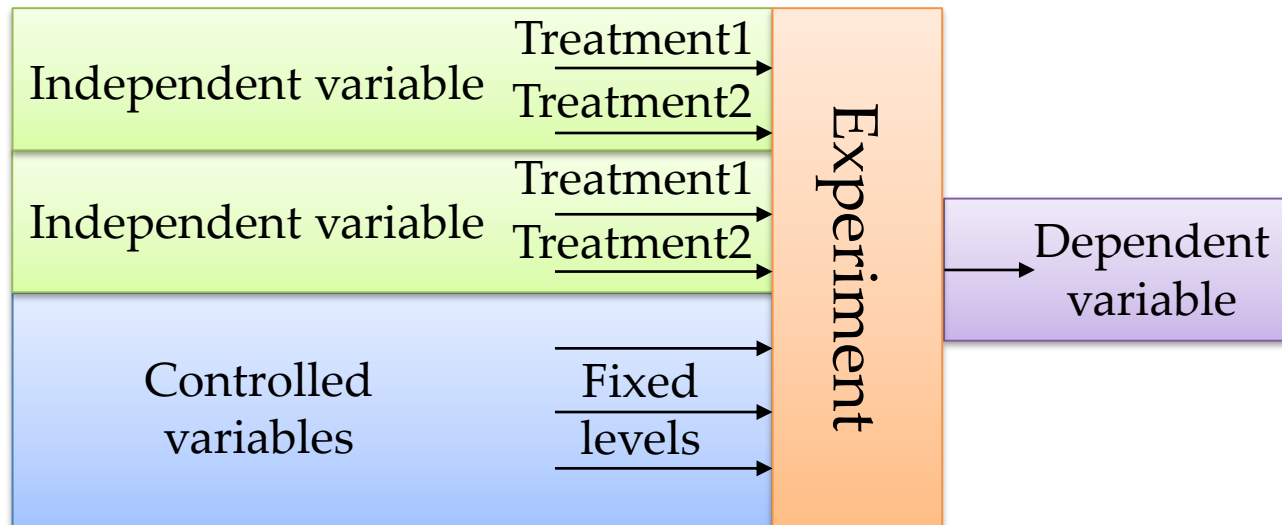 Treatment1
Independent variable
Treatment2
Treatment1
Independent variable
Treatment2
Controlled
variables
Fixed
levels
Experiment
Dependent
variable